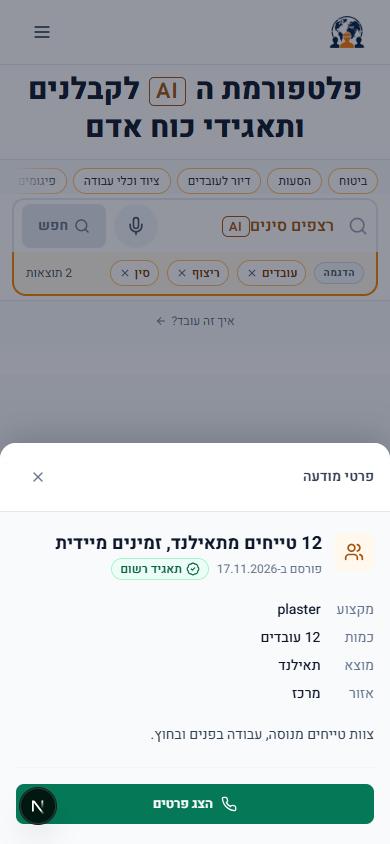 פלטפורמת ה AI לקבלנים
ותאגידי כוח אדם
ביטוח
הסעות
דיור לעובדים
ציוד וכלי עבודה
פיגומים
רצפים סינים AI
חפש
הדגמה
עובדים ×
ריצוף ×
סין ×
2 תוצאות
איך זה עובד? ←
פרטי מודעה
12 טייחים מתאילנד, זמינים מיידית
פורסם ב-17.11.2026
תאגיד רשום
מקצוע plaster
כמות 12 עובדים
מוצא תאילנד
אזור מרכז
צוות טייחים מנוסה, עבודה בפנים ובחוץ.
הצג פרטים
N